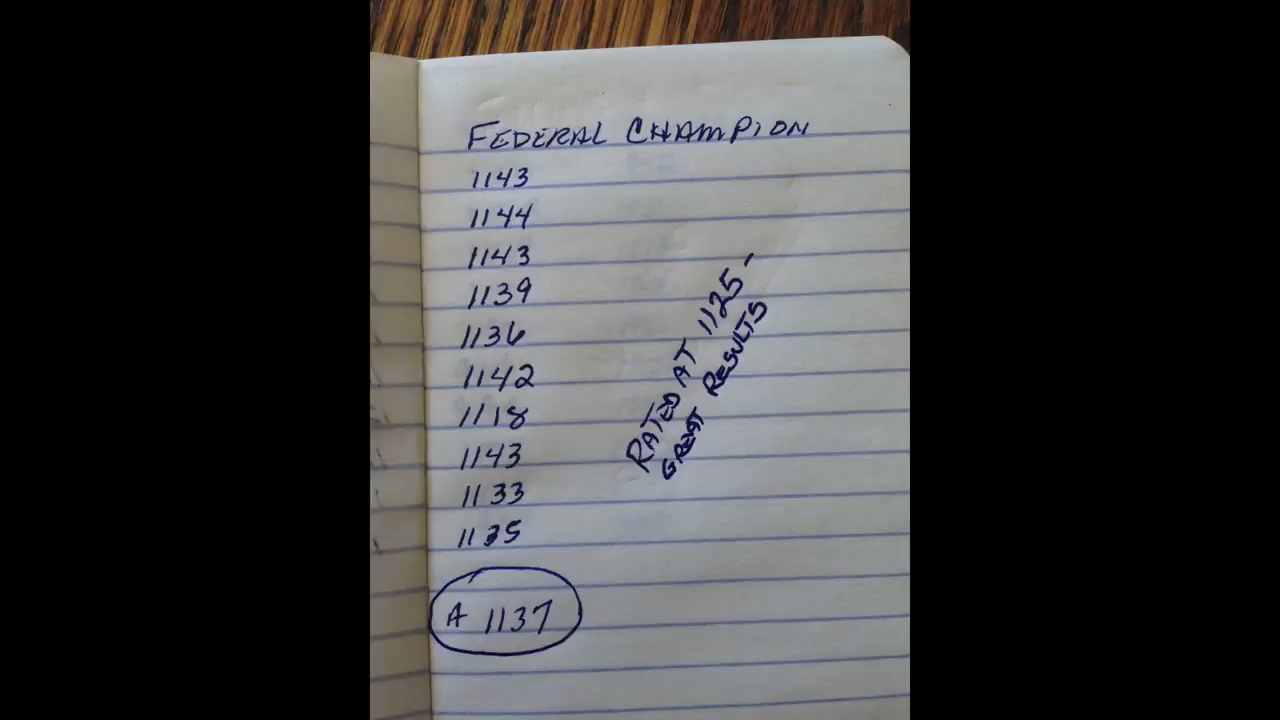 FEDERAL CHAMPION
1143
1144
1143
1139
1136
1142
1118
1143
1133
1135
A 1137
RATED AT 1125 -
GREAT RESULTS